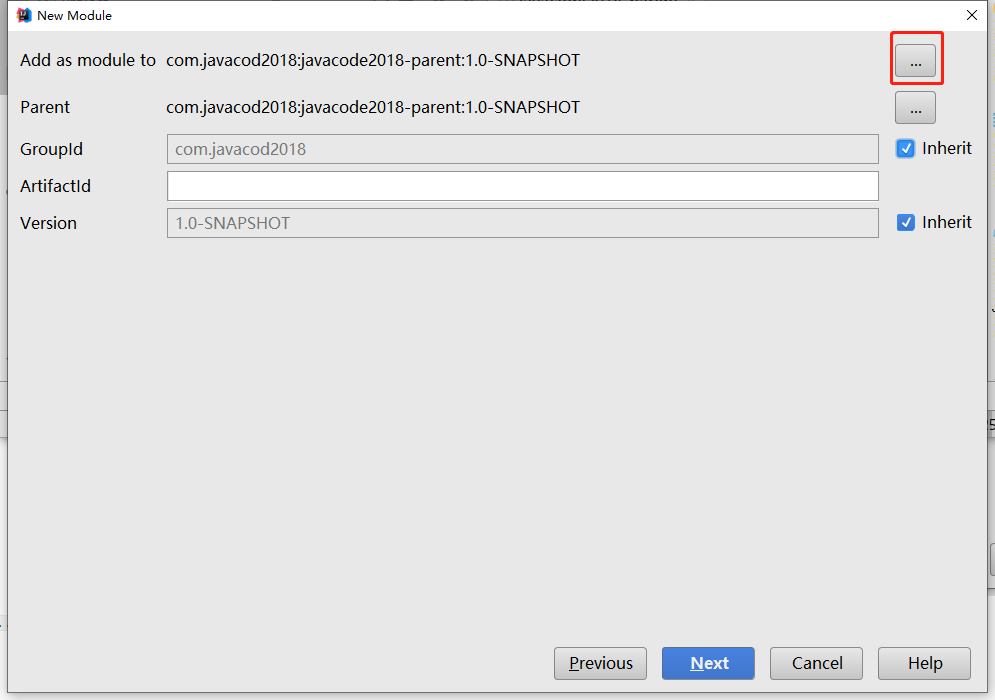 New Module
Add as module to com.javacod2018:javacode2018-parent:1.0-SNAPSHOT ...
Parent com.javacod2018:javacode2018-parent:1.0-SNAPSHOT ...
GroupId com.javacod2018 Inherit
ArtifactId
Version 1.0-SNAPSHOT Inherit
Previous Next Cancel Help